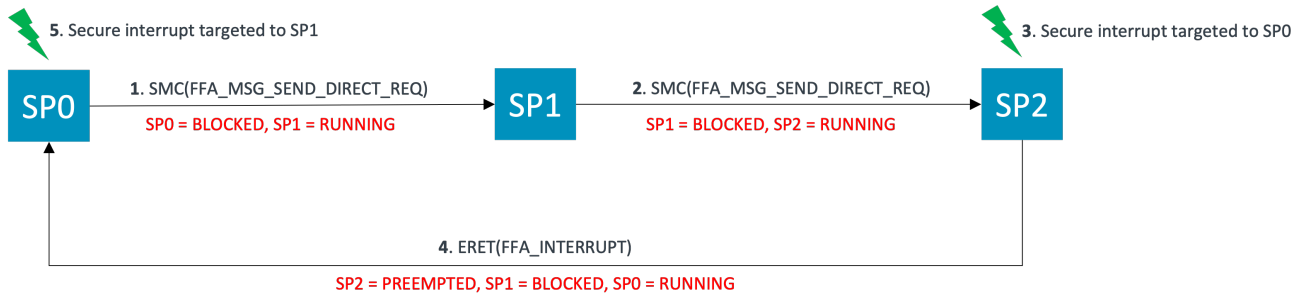 5. Secure interrupt targeted to SP1
3. Secure interrupt targeted to SP0
SP0
1. SMC(FFA_MSG_SEND_DIRECT_REQ)
SP0 = BLOCKED, SP1 = RUNNING
SP1
2. SMC(FFA_MSG_SEND_DIRECT_REQ)
SP1 = BLOCKED, SP2 = RUNNING
SP2
4. ERET(FFA_INTERRUPT)
SP2 = PREEMPTED, SP1 = BLOCKED, SP0 = RUNNING